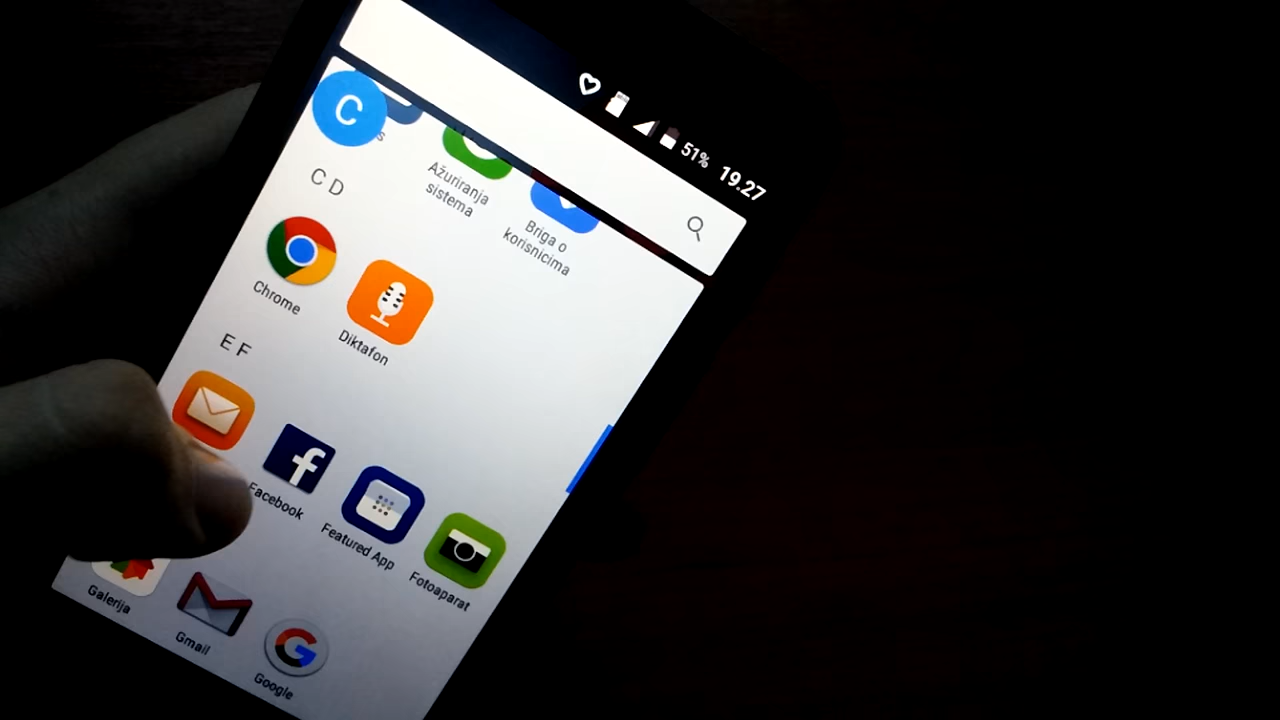 51% 19.27
C
s
Ažuriranja
sistema
Briga o
korisnicima
C D
Chrome
Diktafon
E F
Facebook
Featured App
Fotoaparat
Galerija
Gmail
Google